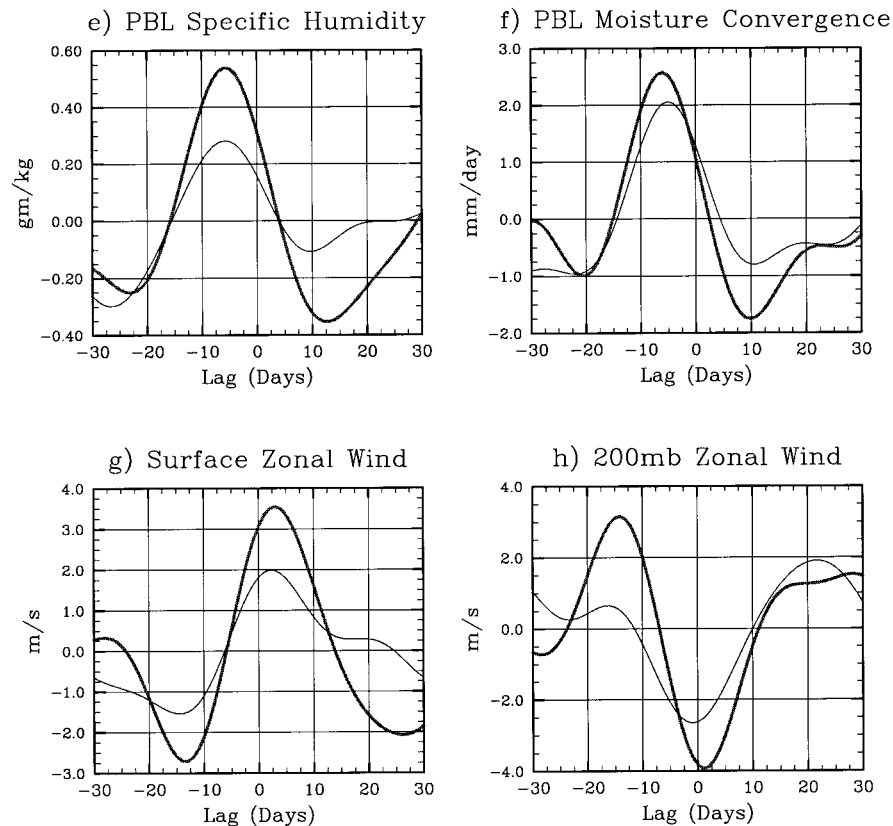 e) PBL Specific Humidity
0.60
0.40
0.20
0.00
−0.20
−0.40
gm/kg
−30 −20 −10 0 10 20 30
Lag (Days)
f) PBL Moisture Convergence
3.0
2.0
1.0
0.0
−1.0
−2.0
mm/day
−30 −20 −10 0 10 20 30
Lag (Days)
g) Surface Zonal Wind
4.0
3.0
2.0
1.0
0.0
−1.0
−2.0
−3.0
m/s
−30 −20 −10 0 10 20 30
Lag (Days)
h) 200mb Zonal Wind
4.0
2.0
0.0
−2.0
−4.0
m/s
−30 −20 −10 0 10 20 30
Lag (Days)